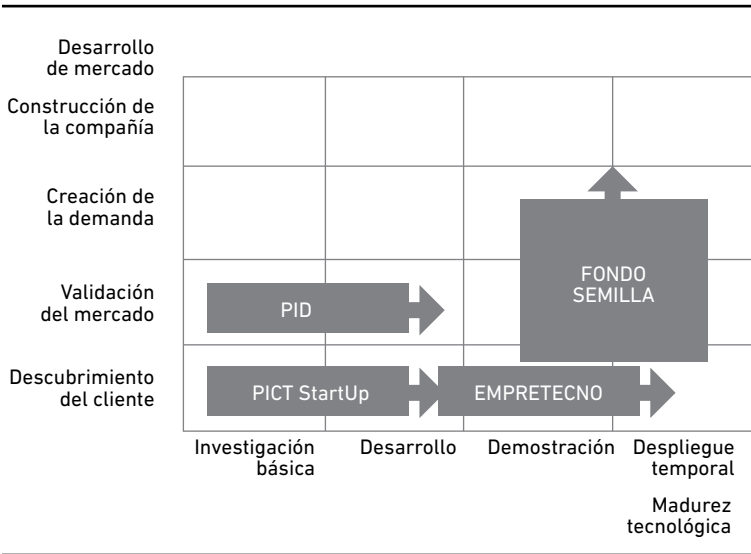 Desarrollo
de mercado
Construcción de
la compañía
Creación de
la demanda
Validación
del mercado
Descubrimiento
del cliente
FONDO
SEMILLA
PID
PICT StartUp
EMPRETECNO
Investigación
básica
Desarrollo
Demostración
Despliegue
temporal
Madurez
tecnológica